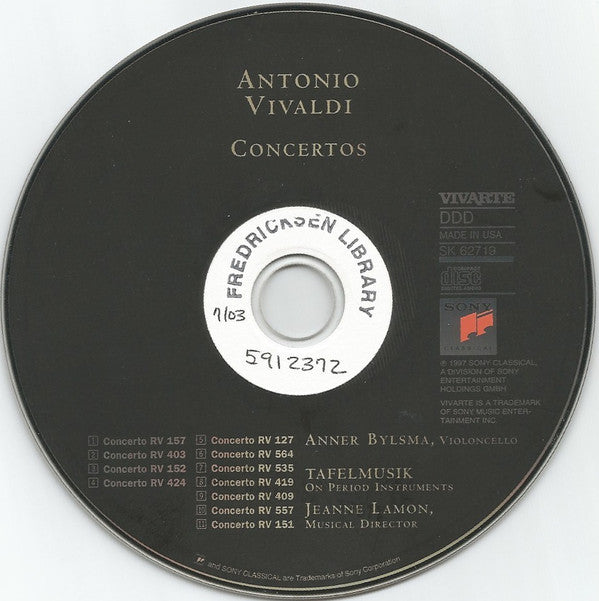 ANTONIO
VIVALDI
CONCERTOS
VIVARTE
DDD
MADE IN USA
SK 62719
COMPACT
disc
DIGITAL AUDIO
SONY
CLASSICAL
FREDRICKSEN LIBRARY
7/03
5912372
℗ 1997 SONY CLASSICAL,
A DIVISION OF SONY
ENTERTAINMENT
HOLDINGS GMBH
VIVARTE IS A TRADEMARK
OF SONY MUSIC ENTER-
TAINMENT INC.
1 Concerto RV 157
2 Concerto RV 403
3 Concerto RV 152
4 Concerto RV 424
5 Concerto RV 127
6 Concerto RV 564
7 Concerto RV 535
8 Concerto RV 419
9 Concerto RV 409
10 Concerto RV 557
11 Concerto RV 151
ANNER BYLSMA, VIOLONCELLO
TAFELMUSIK
ON PERIOD INSTRUMENTS
JEANNE LAMON,
MUSICAL DIRECTOR
and SONY CLASSICAL are Trademarks of Sony Corporation